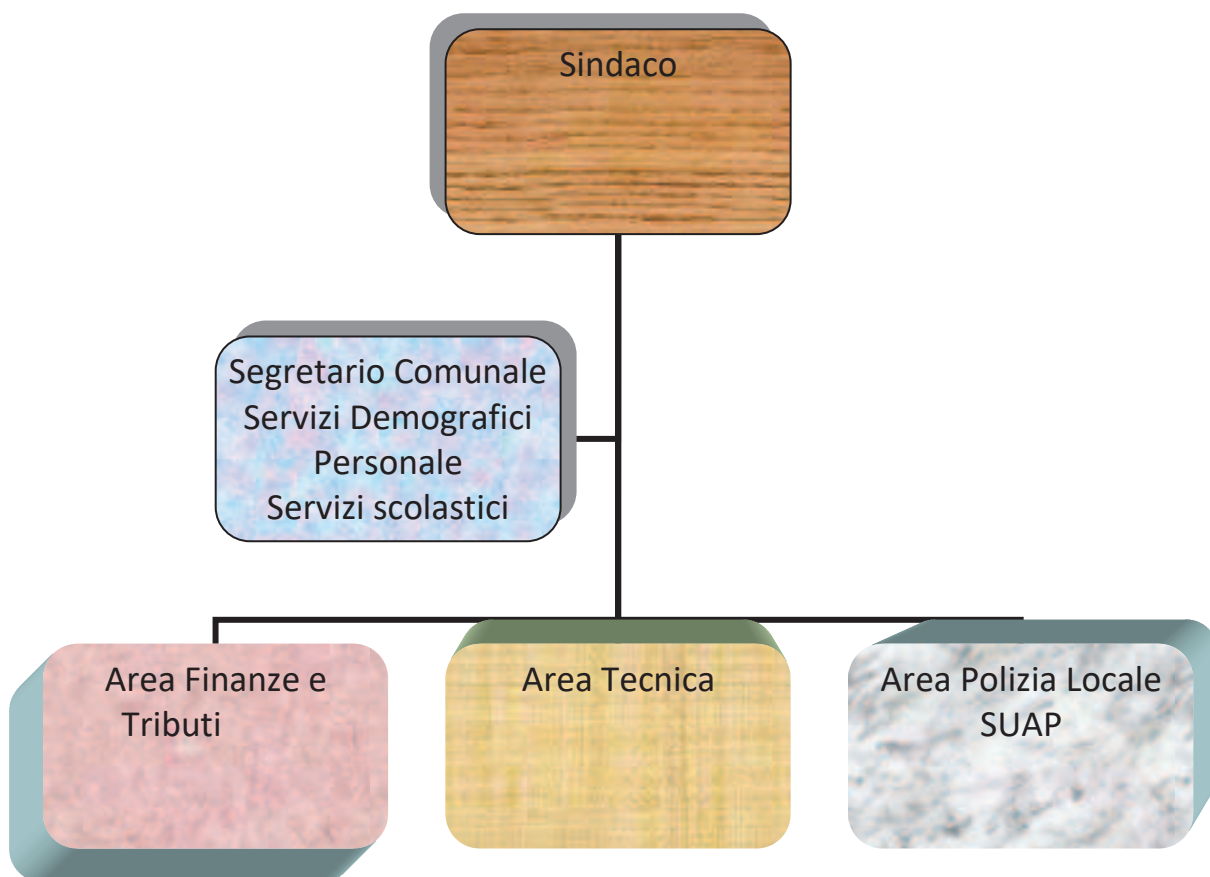 Sindaco
Segretario Comunale
Servizi Demografici
Personale
Servizi scolastici
Area Finanze e
Tributi
Area Tecnica
Area Polizia Locale
SUAP